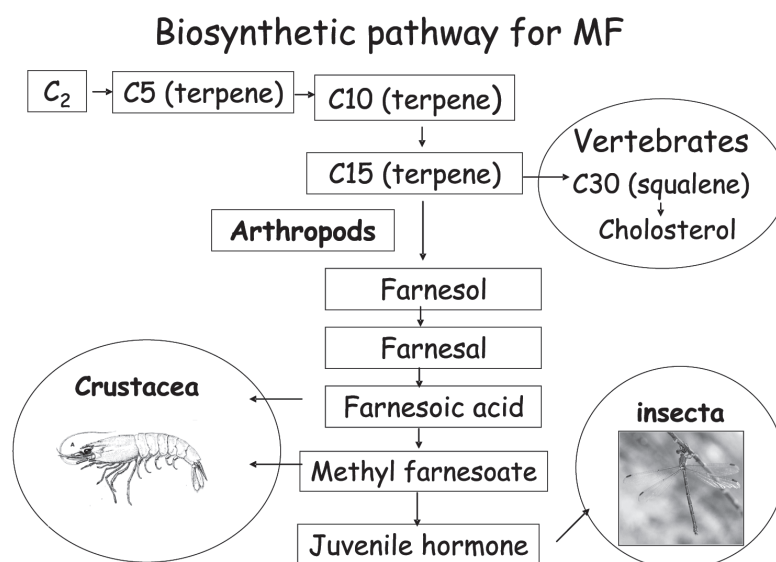 Biosynthetic pathway for MF
C₂
C5 (terpene)
C10 (terpene)
C15 (terpene)
Vertebrates
C30 (squalene)
Cholosterol
Arthropods
Farnesol
Farnesal
Farnesoic acid
Crustacea
A
insecta
Methyl farnesoate
Juvenile hormone